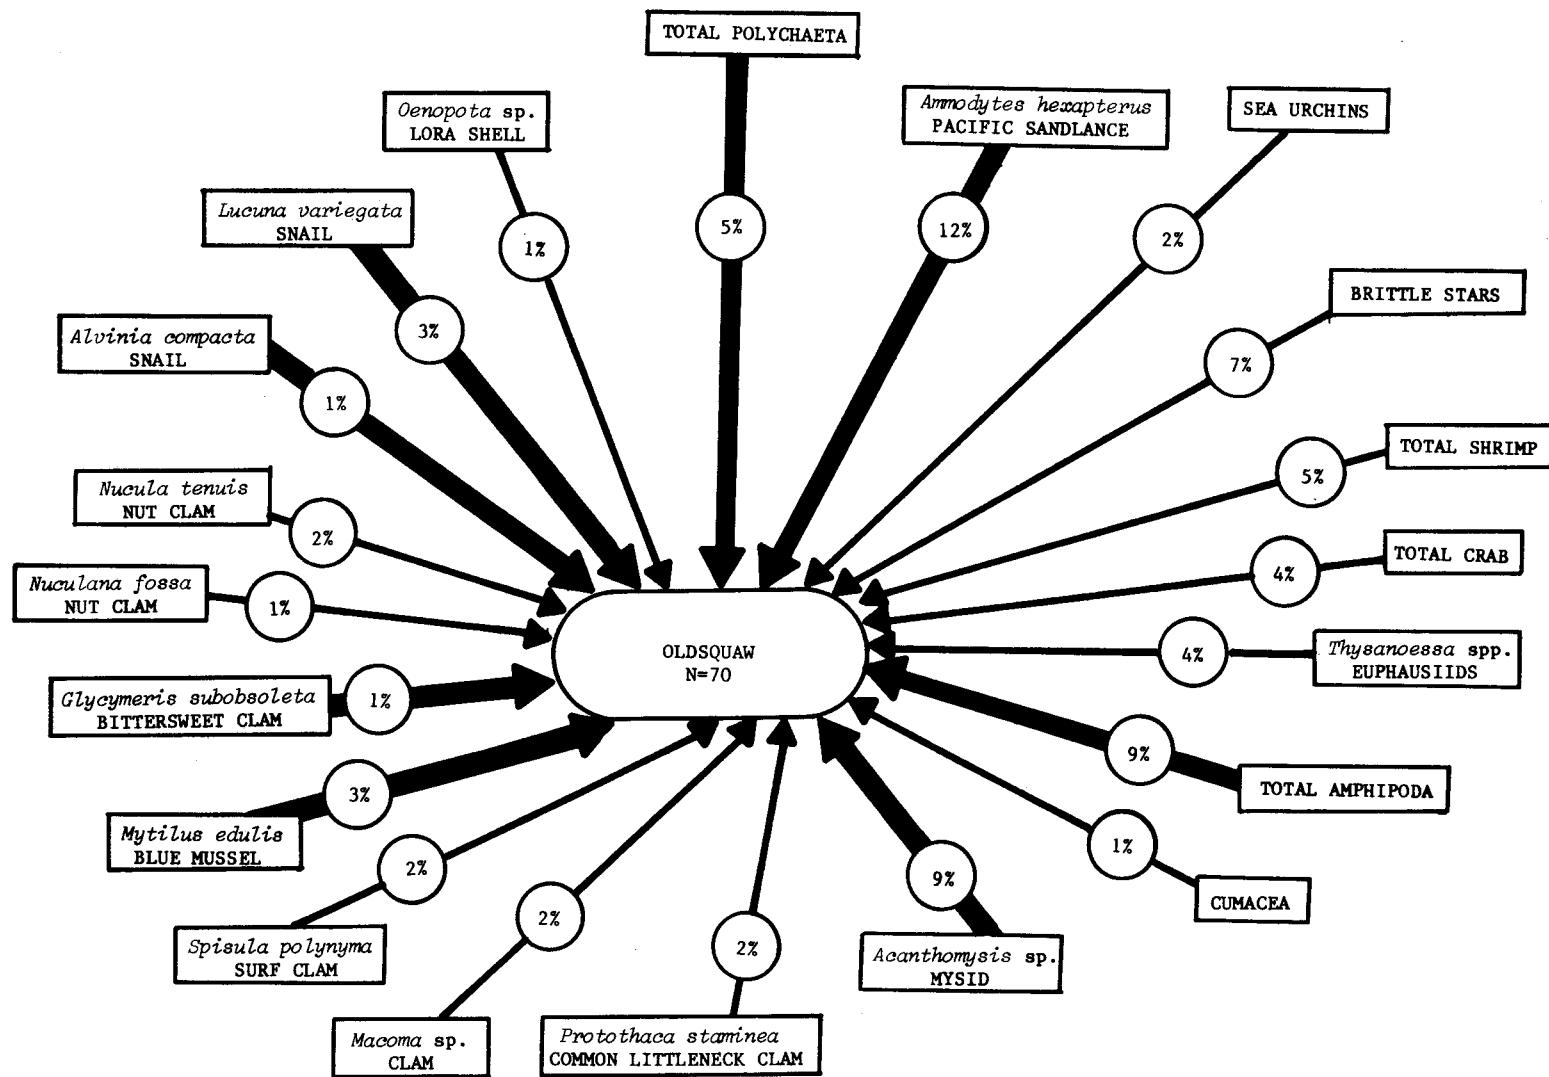 TOTAL POLYCHAETA
5%
Oenopota sp.
LORA SHELL
1%
Ammodytes hexapterus
PACIFIC SANDLANCE
12%
SEA URCHINS
2%
Lucuna variegata
SNAIL
3%
BRITTLE STARS
7%
Alvinia compacta
SNAIL
1%
TOTAL SHRIMP
5%
Nucula tenuis
NUT CLAM
2%
TOTAL CRAB
4%
Nuculana fossa
NUT CLAM
1%
Thysanoessa spp.
EUPHAUSIIDS
4%
OLDSQUAW
N=70
Glycymeris subobsoleta
BITTERSWEET CLAM
1%
TOTAL AMPHIPODA
9%
Mytilus edulis
BLUE MUSSEL
3%
CUMACEA
1%
Spisula polynyma
SURF CLAM
2%
Acanthomysis sp.
MYSID
9%
Macoma sp.
CLAM
2%
Protothaca staminea
COMMON LITTLENECK CLAM
2%